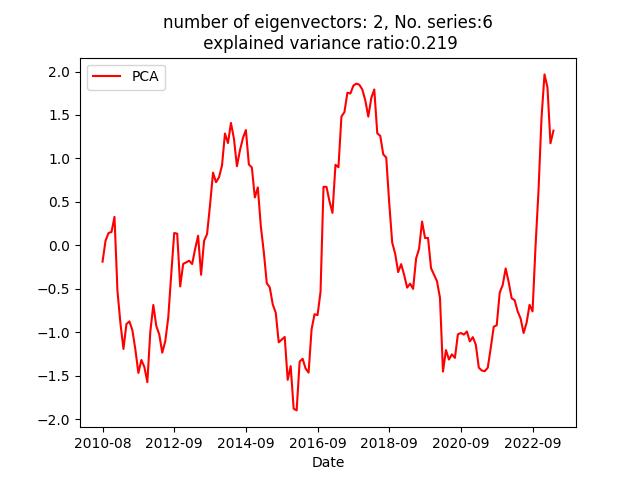 number of eigenvectors: 2, No. series:6
explained variance ratio:0.219
PCA
2.0
1.5
1.0
0.5
0.0
−0.5
−1.0
−1.5
−2.0
2010-08 2012-09 2014-09 2016-09 2018-09 2020-09 2022-09
Date